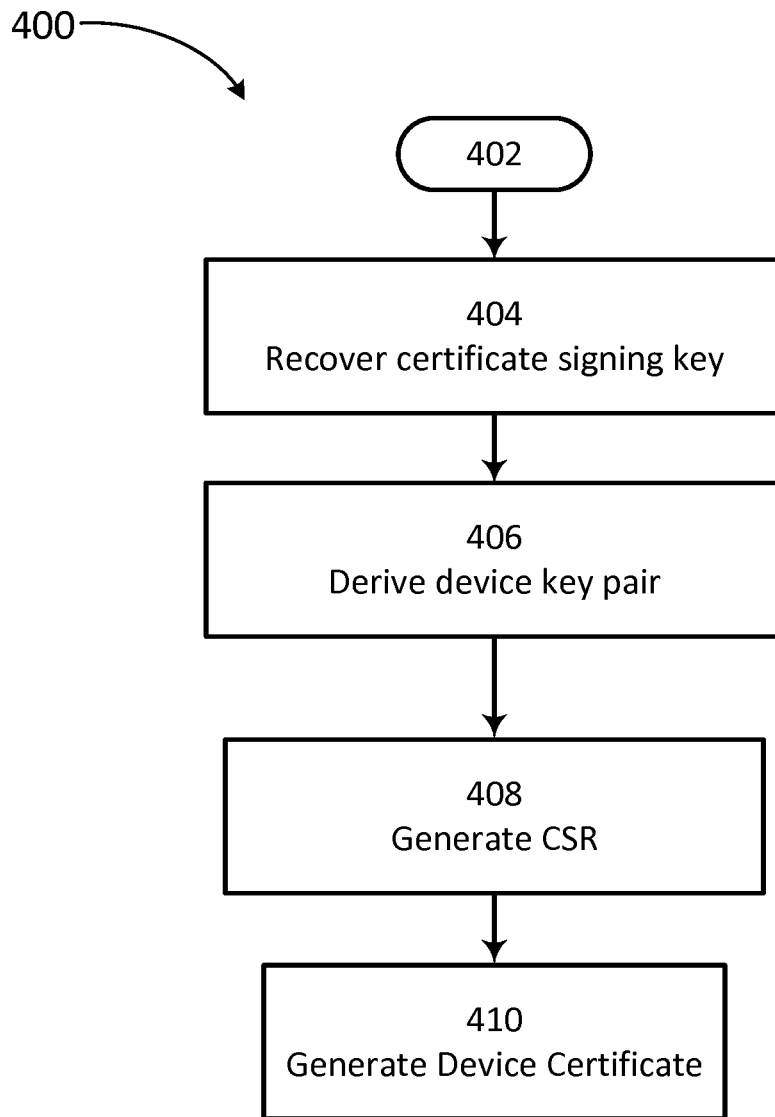 400
402
404
Recover certificate signing key
406
Derive device key pair
408
Generate CSR
410
Generate Device Certificate